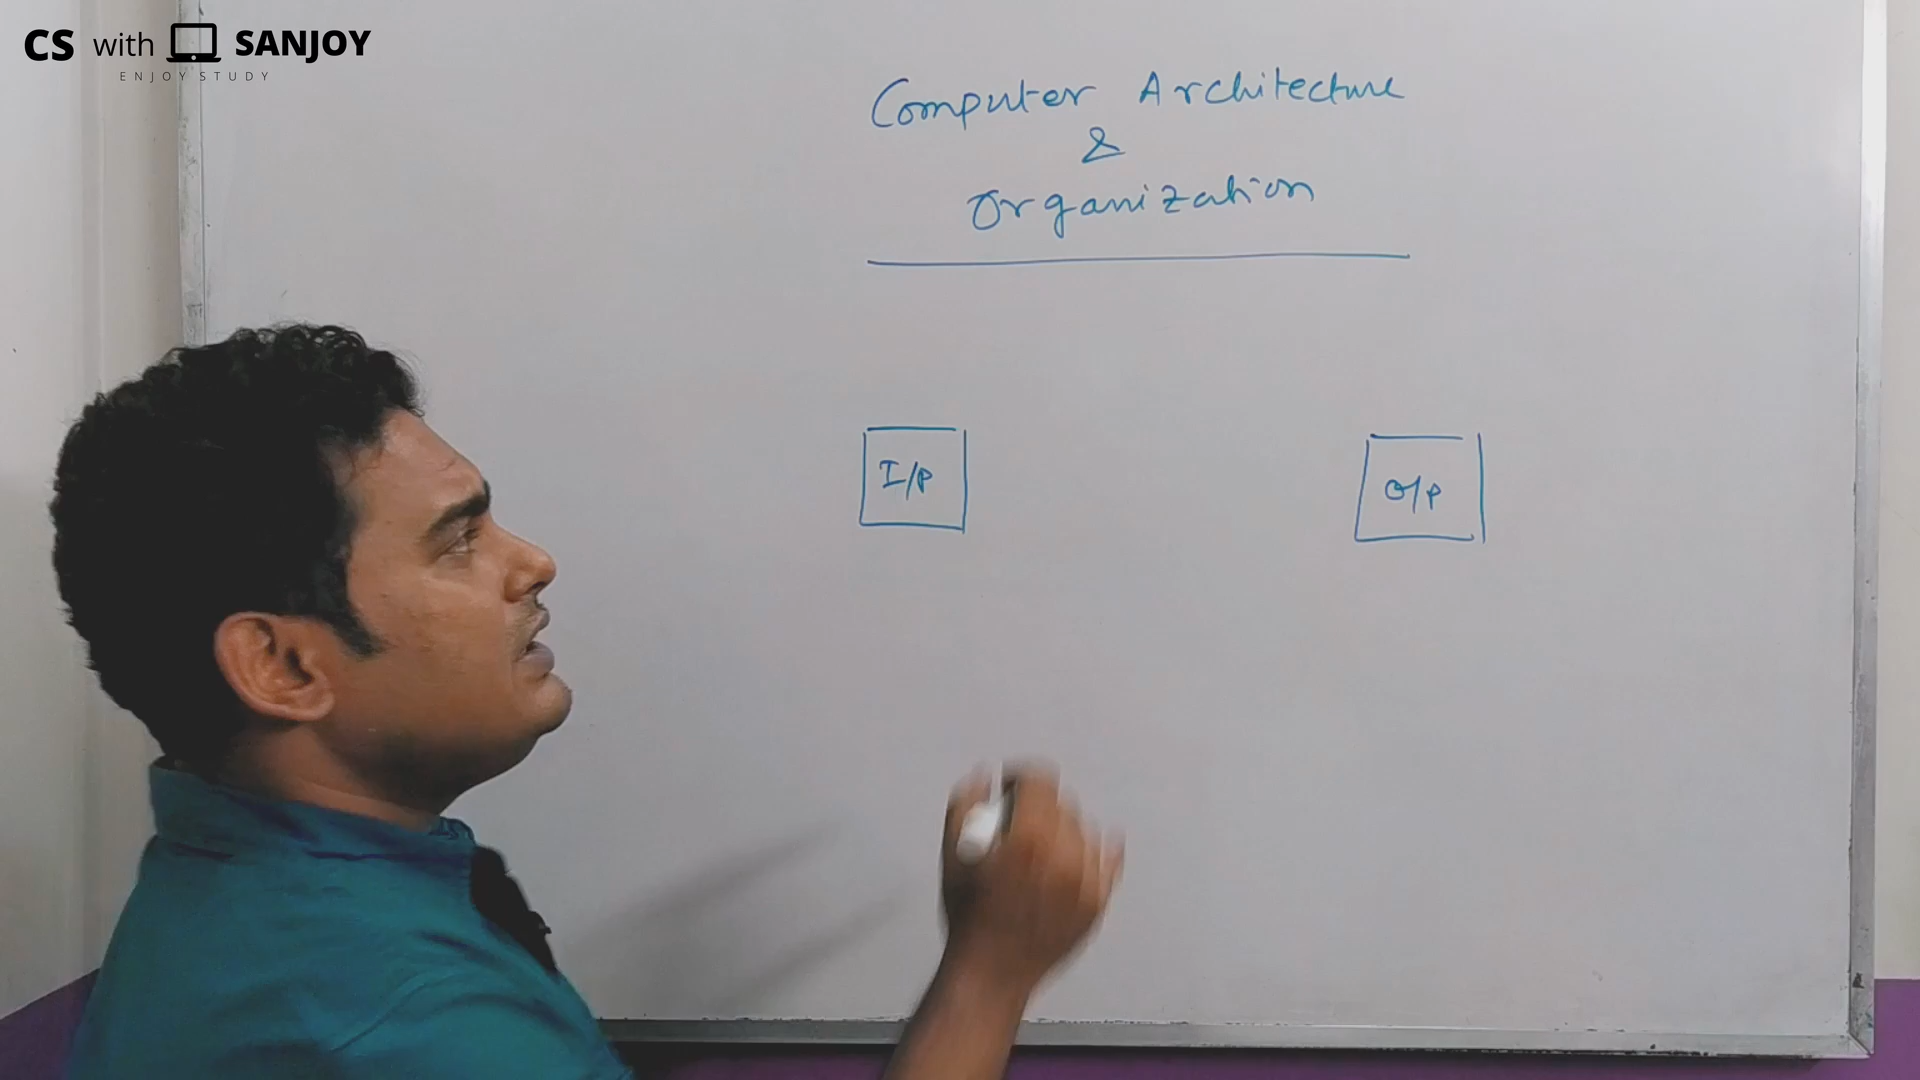 CS with SANJOY
ENJOY STUDY
Computer Architecture
&
Organization
I/P
O/P